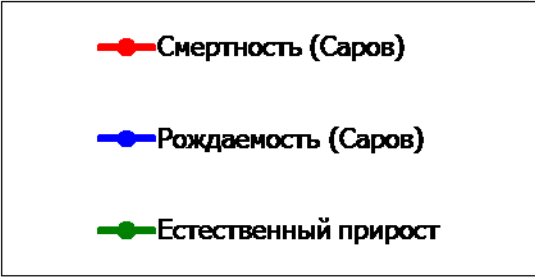 Смертность (Саров)
Рождаемость (Саров)
Естественный прирост